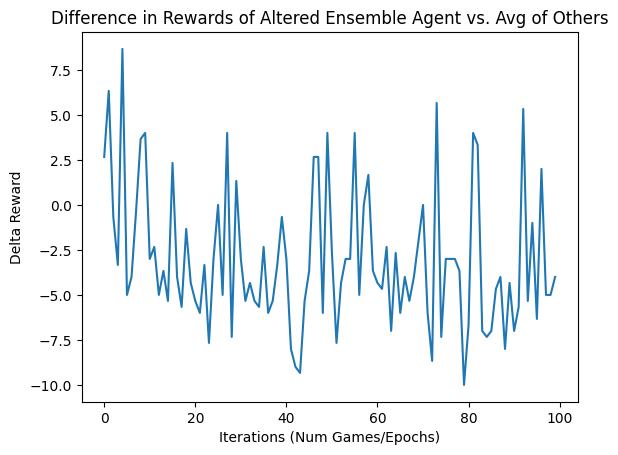 Difference in Rewards of Altered Ensemble Agent vs. Avg of Others
7.5
5.0
2.5
0.0
−2.5
−5.0
−7.5
−10.0
Delta Reward
0 20 40 60 80 100
Iterations (Num Games/Epochs)